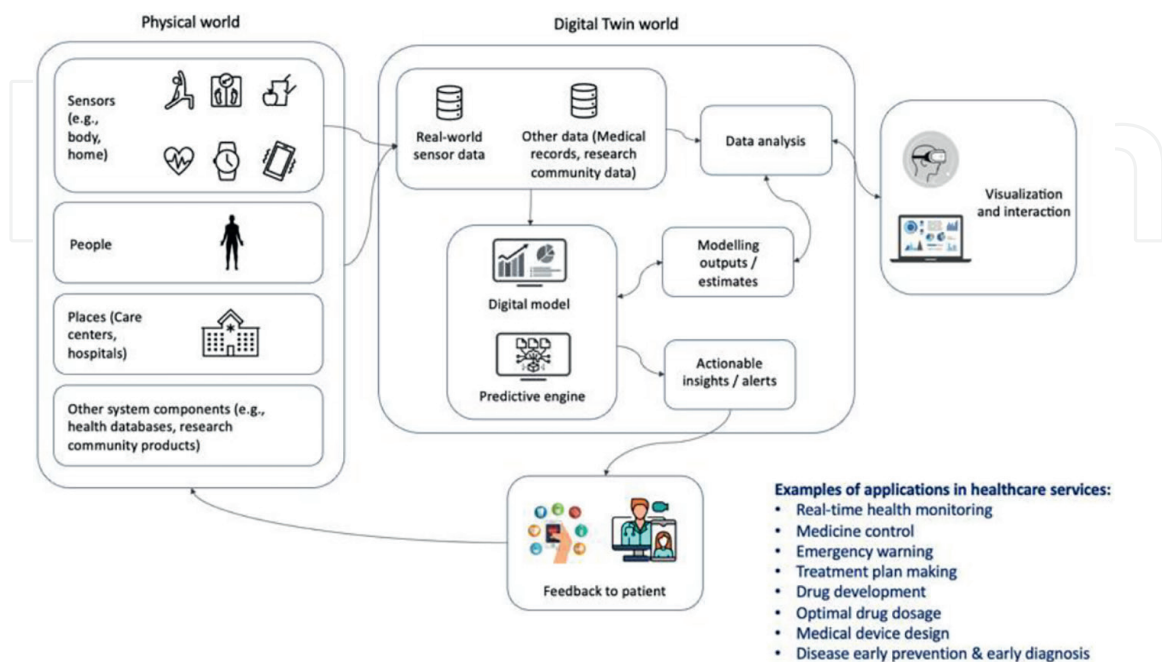 Physical world
Digital Twin world
Sensors
(e.g.,
body,
home)
People
Places (Care
centers,
hospitals)
Other system components (e.g.,
health databases, research
community products)
Real-world
sensor data
Other data (Medical
records, research
community data)
Data analysis
Digital model
Predictive engine
Modelling
outputs /
estimates
Actionable
insights / alerts
Visualization
and interaction
Feedback to patient
Examples of applications in healthcare services:
• Real-time health monitoring
• Medicine control
• Emergency warning
• Treatment plan making
• Drug development
• Optimal drug dosage
• Medical device design
• Disease early prevention & early diagnosis